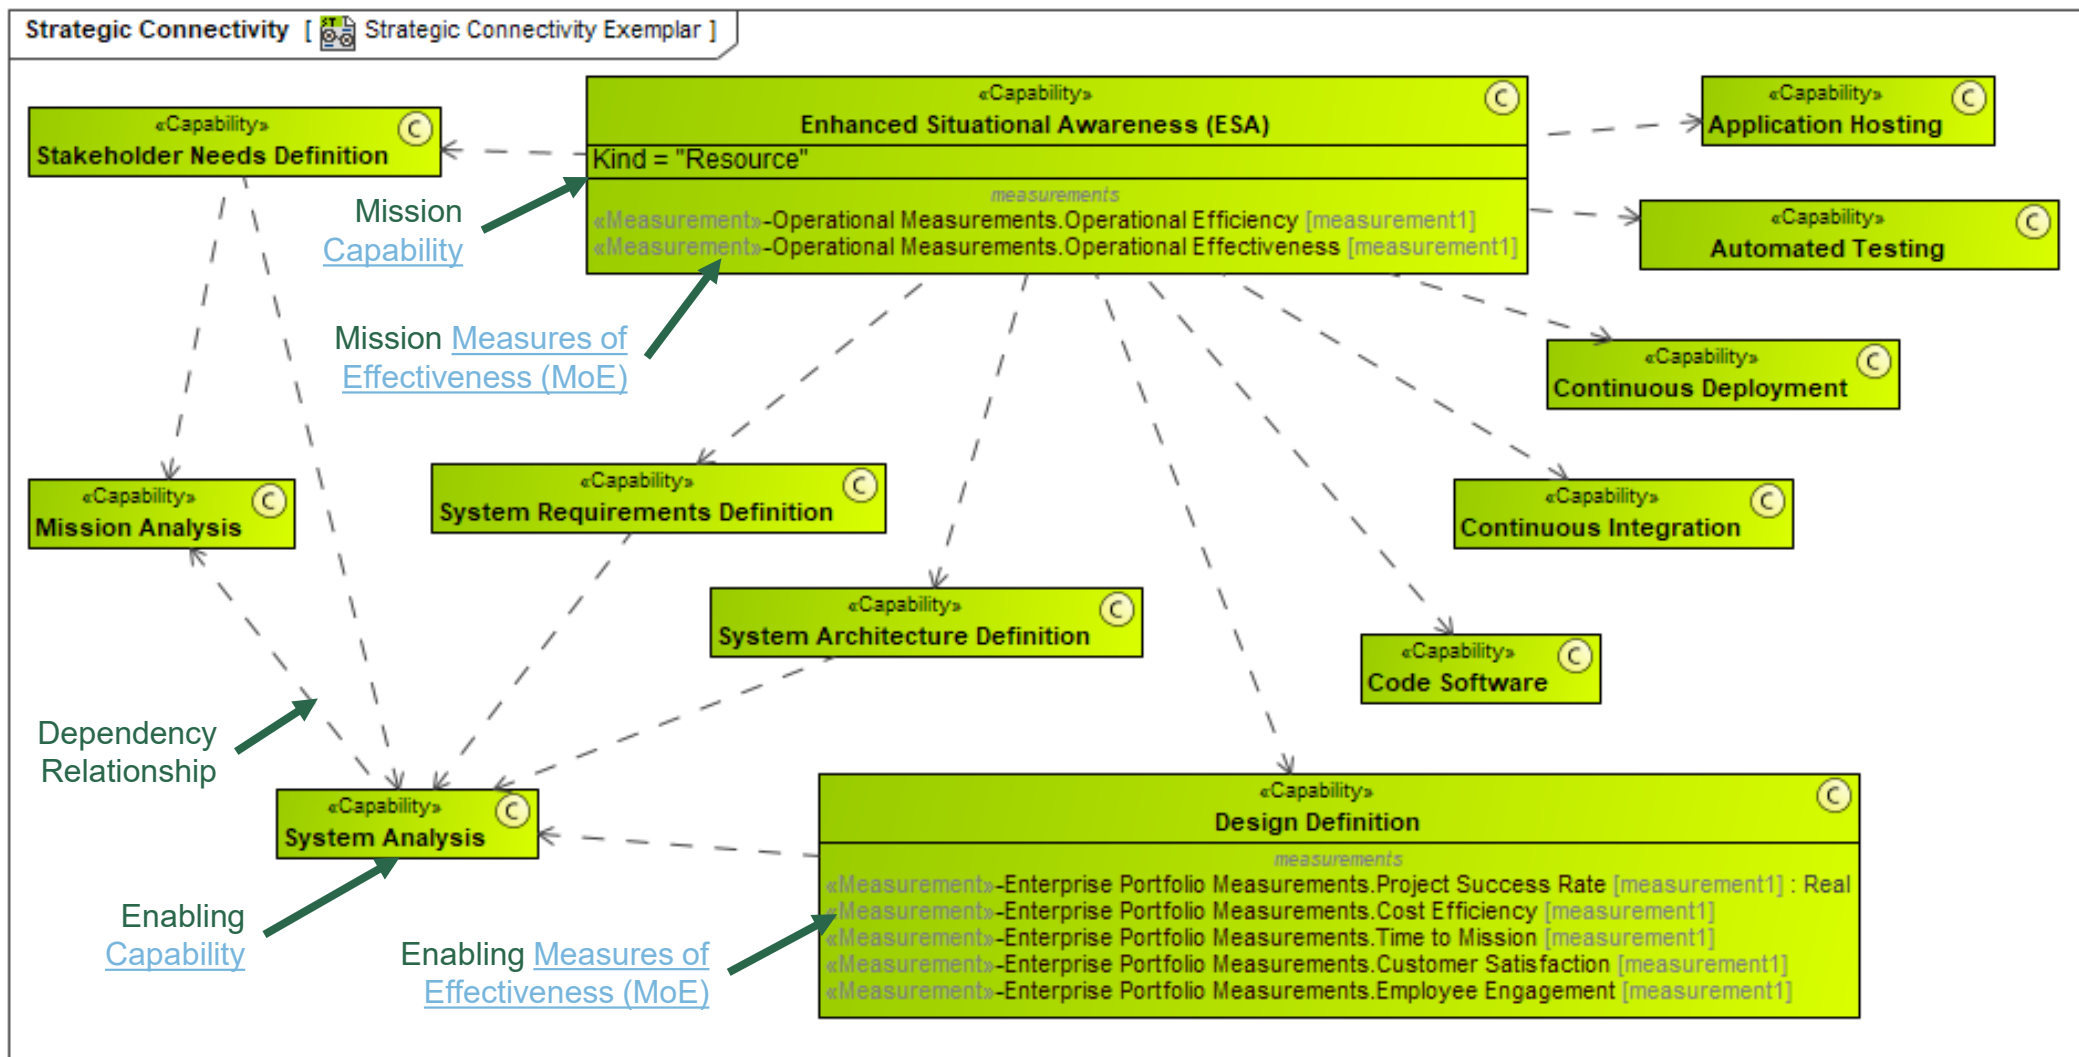 Strategic Connectivity [ ST Strategic Connectivity Exemplar ]
«Capability» C
Stakeholder Needs Definition
«Capability» C
Enhanced Situational Awareness (ESA)
Kind = "Resource"
measurements
«Measurement»-Operational Measurements.Operational Efficiency [measurement1]
«Measurement»-Operational Measurements.Operational Effectiveness [measurement1]
«Capability» C
Application Hosting
«Capability» C
Automated Testing
Mission
Capability
Mission Measures of
Effectiveness (MoE)
«Capability» C
Continuous Deployment
«Capability» C
Mission Analysis
«Capability» C
System Requirements Definition
«Capability» C
Continuous Integration
«Capability» C
System Architecture Definition
«Capability» C
Code Software
Dependency
Relationship
«Capability» C
System Analysis
«Capability» C
Design Definition
measurements
«Measurement»-Enterprise Portfolio Measurements.Project Success Rate [measurement1] : Real
«Measurement»-Enterprise Portfolio Measurements.Cost Efficiency [measurement1]
«Measurement»-Enterprise Portfolio Measurements.Time to Mission [measurement1]
«Measurement»-Enterprise Portfolio Measurements.Customer Satisfaction [measurement1]
«Measurement»-Enterprise Portfolio Measurements.Employee Engagement [measurement1]
Enabling
Capability
Enabling Measures of
Effectiveness (MoE)